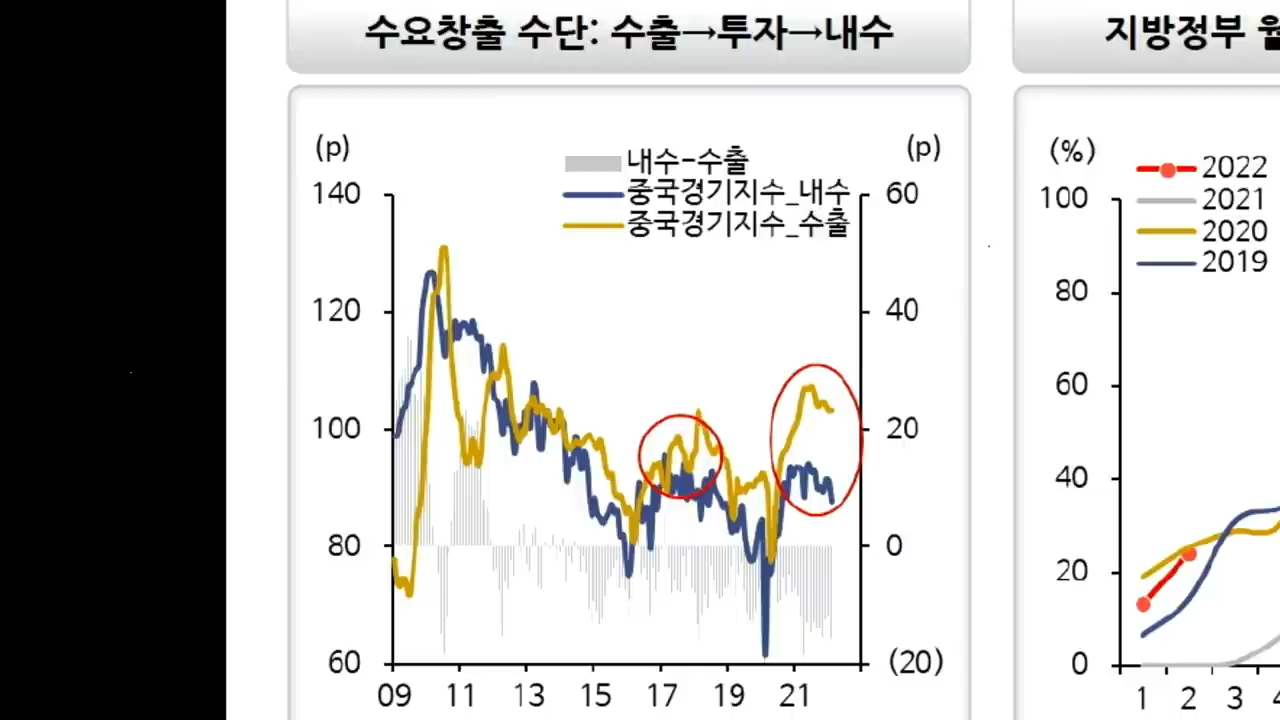 수요창출 수단: 수출→투자→내수
지방정부
(p)
(p)
내수-수출
중국경기지수_내수
중국경기지수_수출
140
120
100
80
60
60
40
20
0
(20)
09 11 13 15 17 19 21
(%)
2022
2021
2020
2019
100
80
60
40
20
0
1 2 3